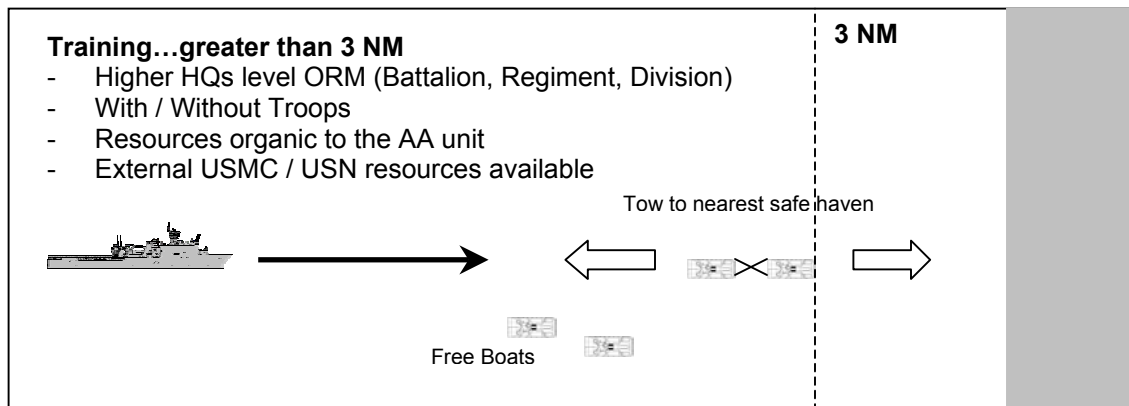 Training…greater than 3 NM
- Higher HQs level ORM (Battalion, Regiment, Division)
- With / Without Troops
- Resources organic to the AA unit
- External USMC / USN resources available
3 NM
Tow to nearest safe haven
Free Boats